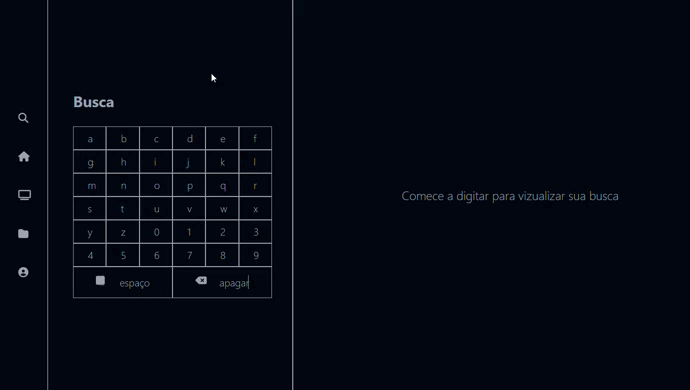 Busca
a b c d e f
g h i j k l
m n o p q r
s t u v w x
y z 0 1 2 3
4 5 6 7 8 9
espaço apagar
Comece a digitar para vizualizar sua busca